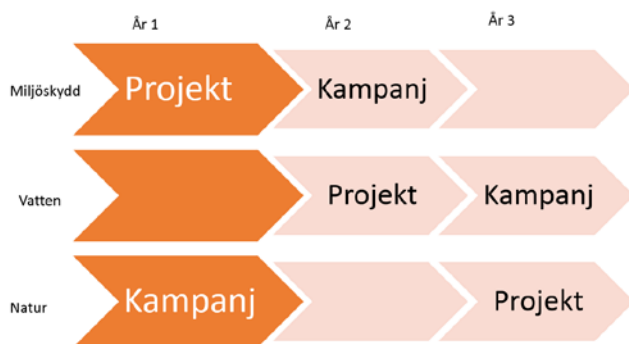 År 1
År 2
År 3
Miljöskydd
Projekt
Kampanj
Vatten
Projekt
Kampanj
Natur
Kampanj
Projekt